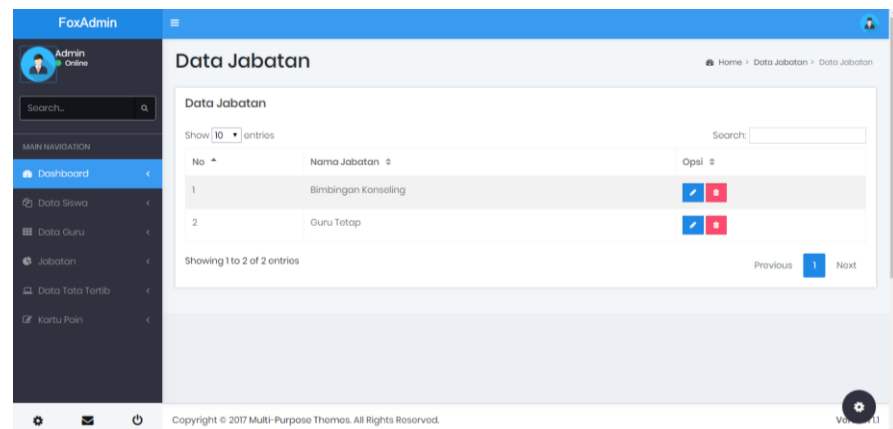 FoxAdmin
Admin
Online
Search...
MAIN NAVIGATION
Dashboard
Data Siswa
Data Guru
Jabatan
Data Tata Tertib
Kartu Poin
Data Jabatan
Home > Data Jabatan > Data Jabatan
Data Jabatan
Show 10 entries
Search:
No Nama Jabatan Opsi
1 Bimbingan Konseling
2 Guru Tetap
Showing 1 to 2 of 2 entries
Previous 1 Next
Copyright © 2017 Multi-Purpose Themes. All Rights Reserved.